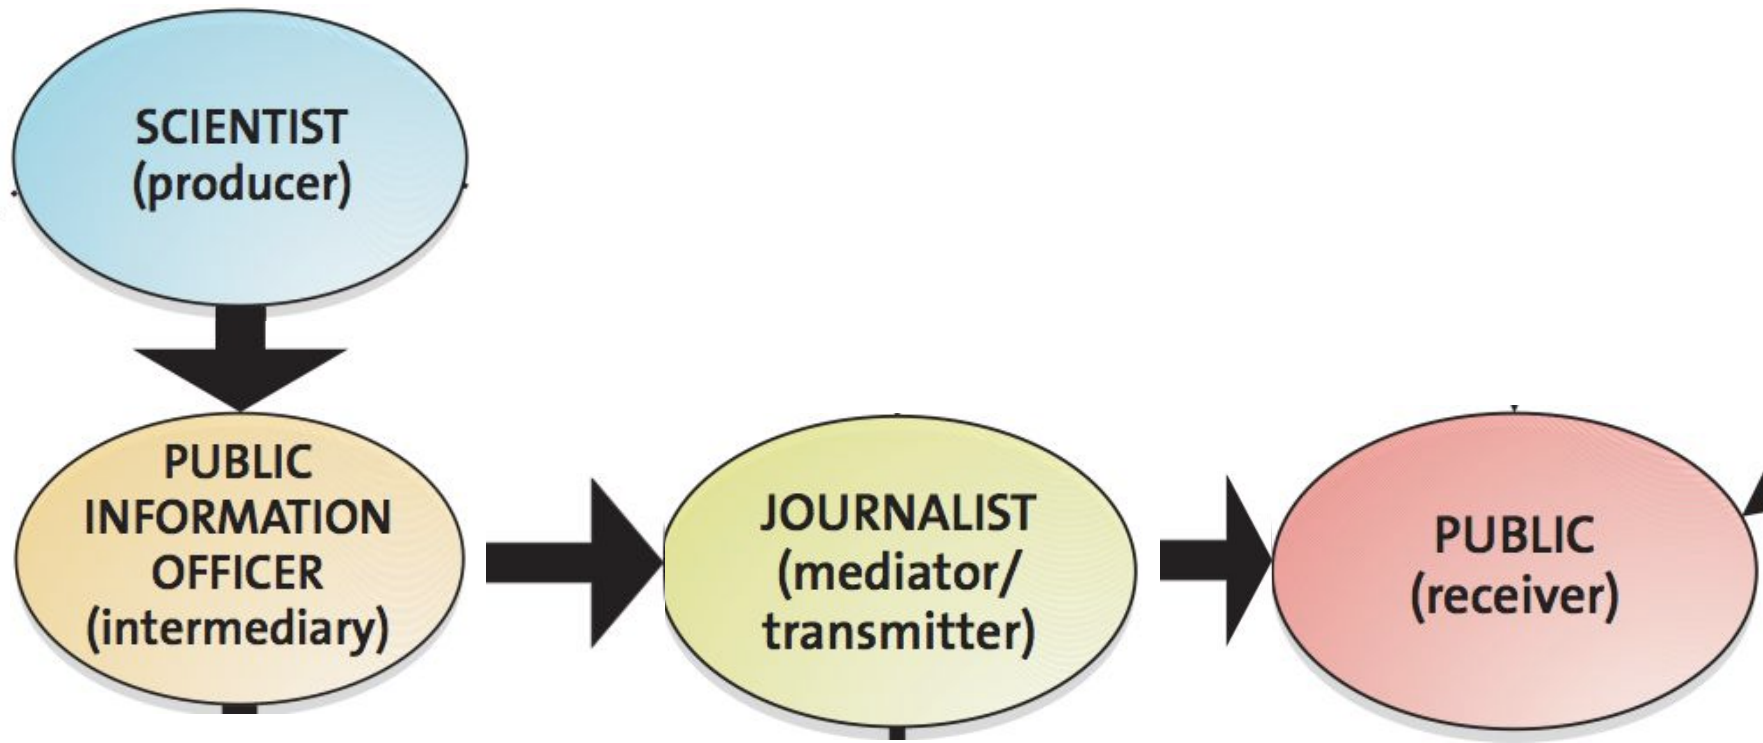 SCIENTIST
(producer)
PUBLIC
INFORMATION
OFFICER
(intermediary)
JOURNALIST
(mediator/
transmitter)
PUBLIC
(receiver)